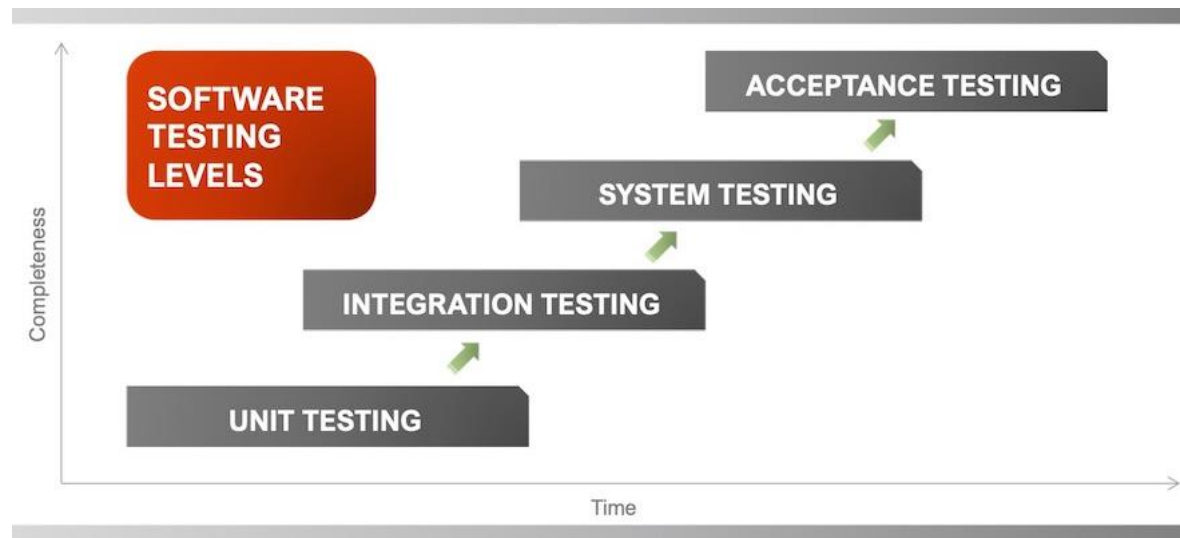 SOFTWARE
TESTING
LEVELS
ACCEPTANCE TESTING
SYSTEM TESTING
INTEGRATION TESTING
UNIT TESTING
Completeness
Time